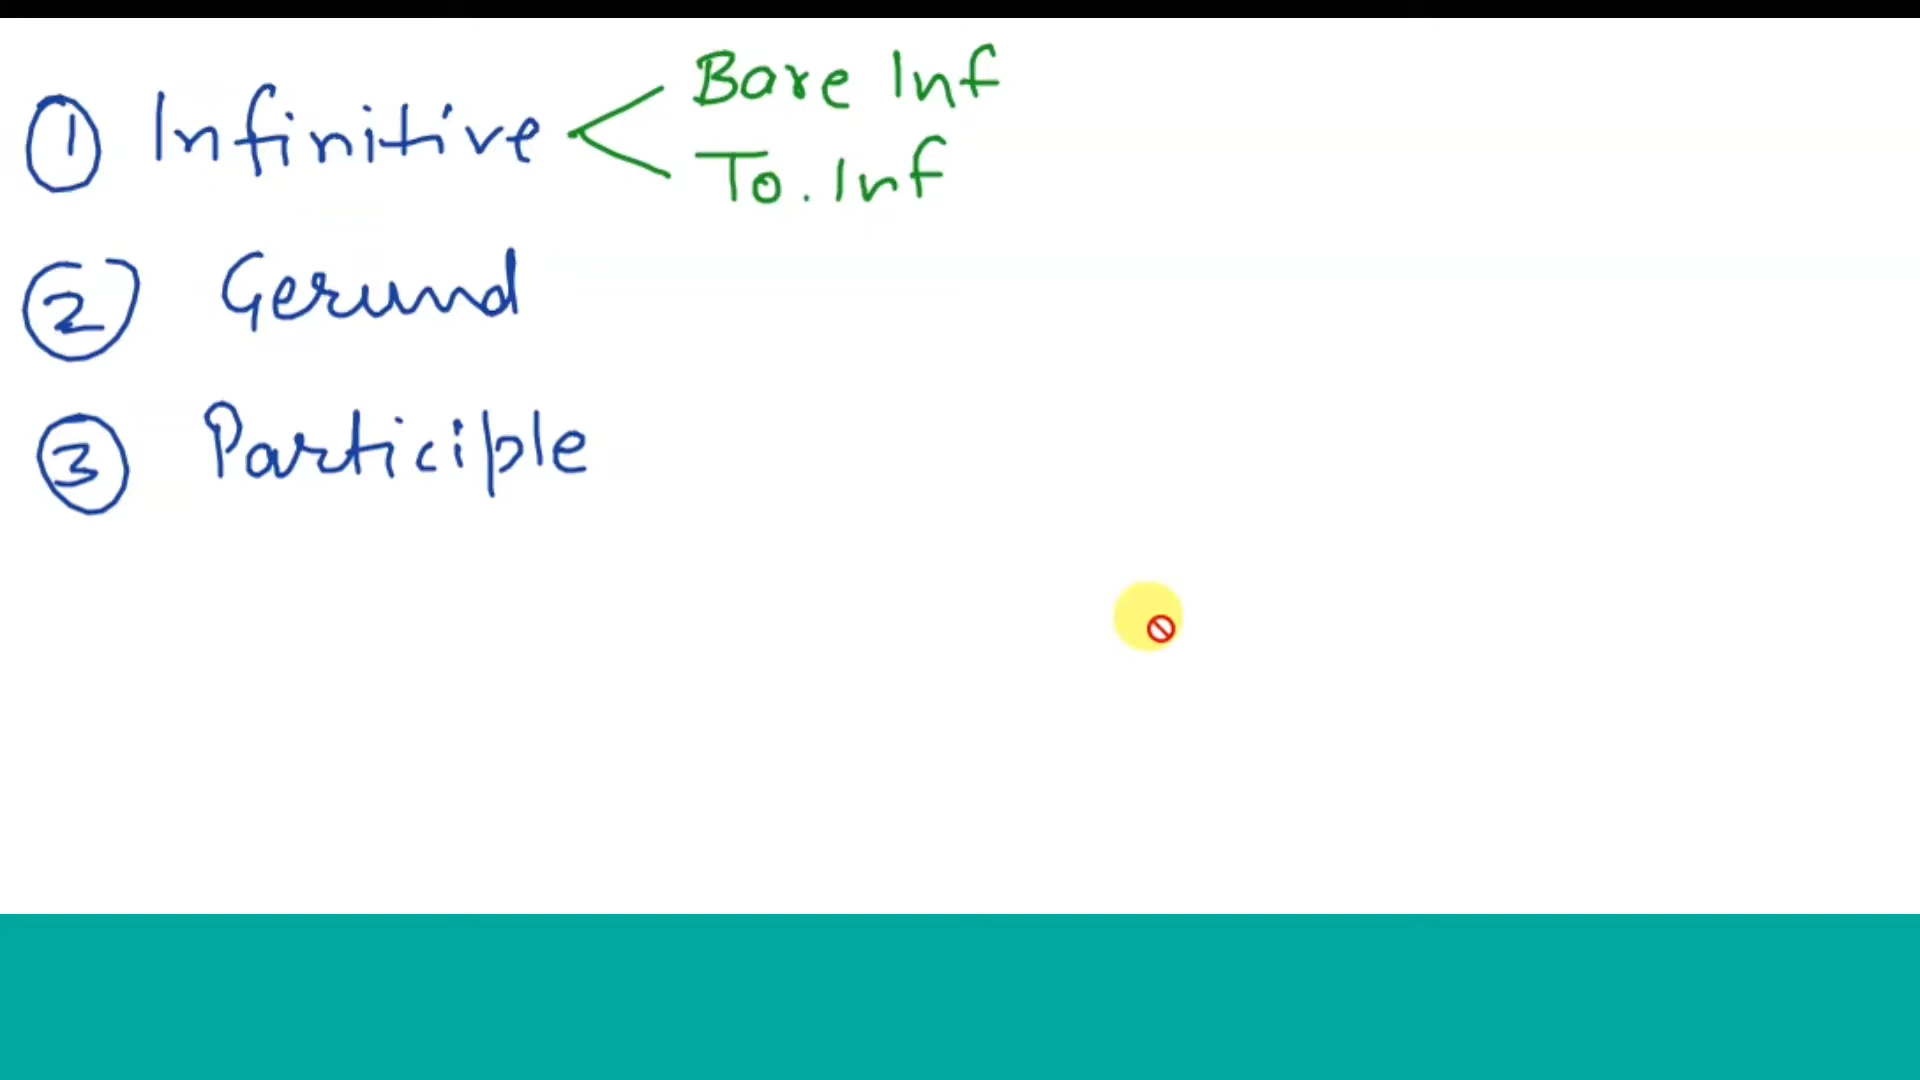 ① Infinitive < Bare Inf
To. Inf
② Gerund
③ Participle